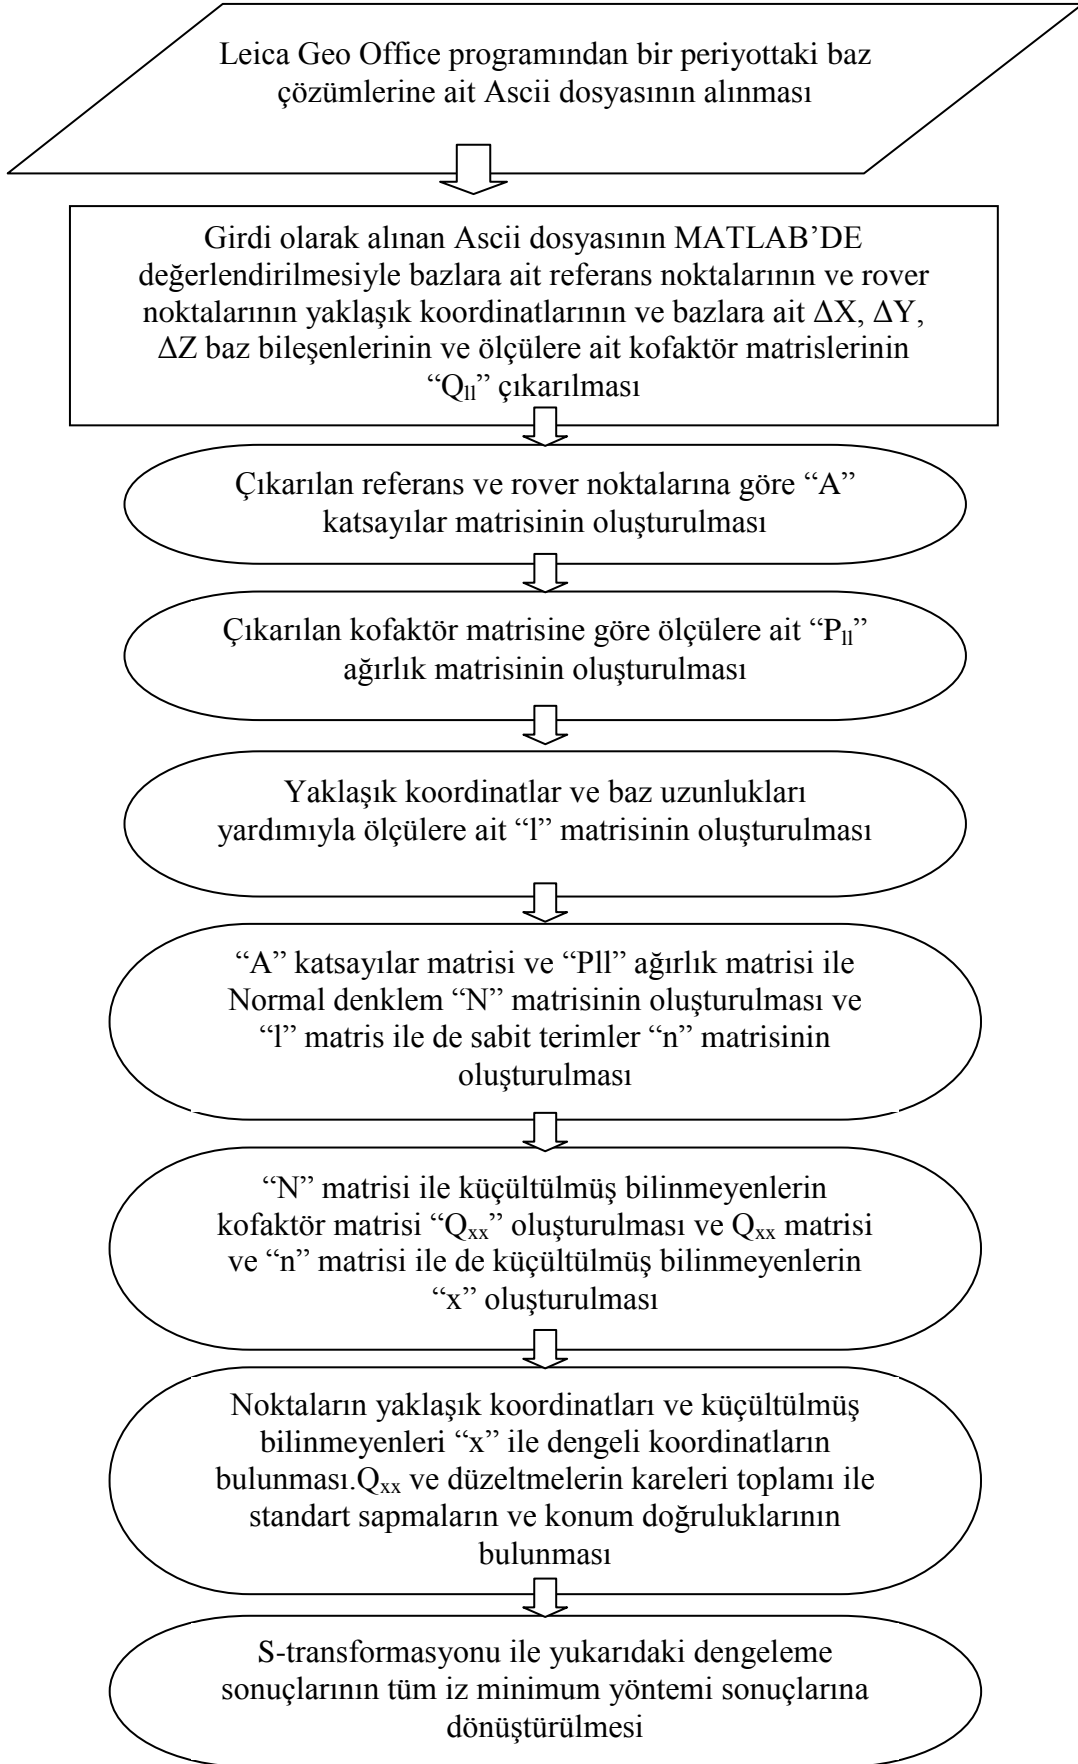 Leica Geo Office programından bir periyottaki baz
çözümlerine ait Ascii dosyasının alınması
Girdi olarak alınan Ascii dosyasının MATLAB’DE
değerlendirilmesiyle bazlara ait referans noktalarının ve rover
noktalarının yaklaşık koordinatlarının ve bazlara ait ΔX, ΔY,
ΔZ baz bileşenlerinin ve ölçülere ait kofaktör matrislerinin
“Qll” çıkarılması
Çıkarılan referans ve rover noktalarına göre “A”
katsayılar matrisinin oluşturulması
Çıkarılan kofaktör matrisine göre ölçülere ait “Pll”
ağırlık matrisinin oluşturulması
Yaklaşık koordinatlar ve baz uzunlukları
yardımıyla ölçülere ait “l” matrisinin oluşturulması
“A” katsayılar matrisi ve “Pll” ağırlık matrisi ile
Normal denklem “N” matrisinin oluşturulması ve
“l” matris ile de sabit terimler “n” matrisinin
oluşturulması
“N” matrisi ile küçültülmüş bilinmeyenlerin
kofaktör matrisi “Qxx” oluşturulması ve Qxx matrisi
ve “n” matrisi ile de küçültülmüş bilinmeyenlerin
“x” oluşturulması
Noktaların yaklaşık koordinatları ve küçültülmüş
bilinmeyenleri “x” ile dengeli koordinatların
bulunması.Qxx ve düzeltmelerin kareleri toplamı ile
standart sapmaların ve konum doğruluklarının
bulunması
S-transformasyonu ile yukarıdaki dengeleme
sonuçlarının tüm iz minimum yöntemi sonuçlarına
dönüştürülmesi